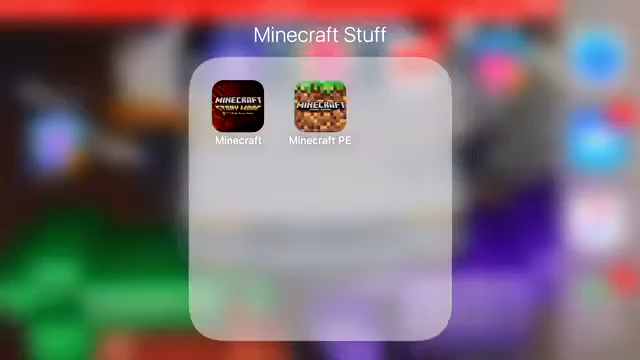 Minecraft Stuff
MINECRAFT
STORY MODE
MINECRAFT
Minecraft
Minecraft PE